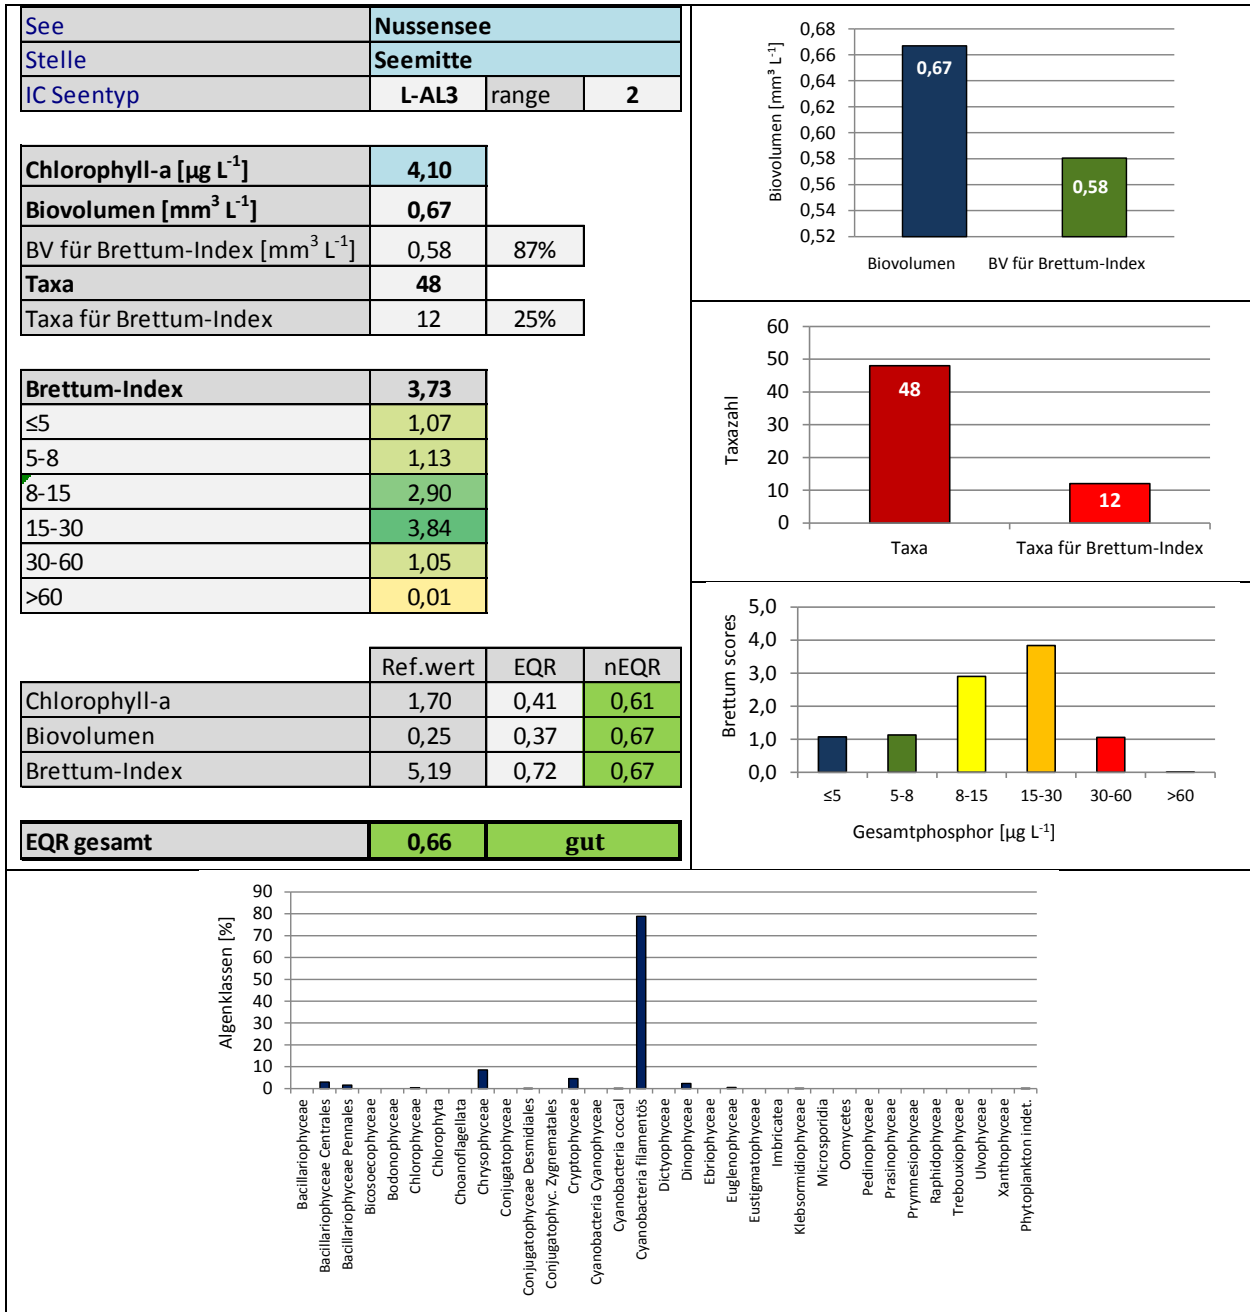 See Nussensee
Stelle Seemitte
IC Seentyp L-AL3 range 2
Chlorophyll-a [µg L⁻¹] 4,10
Biovolumen [mm³ L⁻¹] 0,67
BV für Brettum-Index [mm³ L⁻¹] 0,58 87%
Taxa 48
Taxa für Brettum-Index 12 25%
Brettum-Index 3,73
≤5 1,07
5-8 1,13
8-15 2,90
15-30 3,84
30-60 1,05
>60 0,01
Ref.wert EQR nEQR
Chlorophyll-a 1,70 0,41 0,61
Biovolumen 0,25 0,37 0,67
Brettum-Index 5,19 0,72 0,67
EQR gesamt 0,66 gut
Biovolumen [mm³ L⁻¹]
0,68
0,66
0,64
0,62
0,60
0,58
0,56
0,54
0,52
0,67
0,58
Biovolumen BV für Brettum-Index
Taxazahl
60
50
40
30
20
10
0
48
12
Taxa Taxa für Brettum-Index
Brettum scores
5,0
4,0
3,0
2,0
1,0
0,0
≤5 5-8 8-15 15-30 30-60 >60
Gesamtphosphor [µg L⁻¹]
Algenklassen [%]
90
80
70
60
50
40
30
20
10
0
Bacillariophyceae
Bacillariophyceae Centrales
Bacillariophyceae Pennales
Bicosoecophyceae
Bodonophyceae
Chlorophyceae
Chlorophyta
Choanoflagellata
Chrysophyceae
Conjugatophyceae
Conjugatophyceae Desmidiales
Conjugatophyc. Zygnematales
Cryptophyceae
Cyanobacteria Cyanophyceae
Cyanobacteria coccal
Cyanobacteria filamentös
Dictyophyceae
Dinophyceae
Ebriophyceae
Euglenophyceae
Eustigmatophyceae
Imbricatea
Klebsormidiophyceae
Microsporidia
Oomycetes
Pedinophyceae
Prasinophyceae
Prymnesiophyceae
Raphidophyceae
Trebouxiophyceae
Ulvophyceae
Xanthophyceae
Phytoplankton indet.